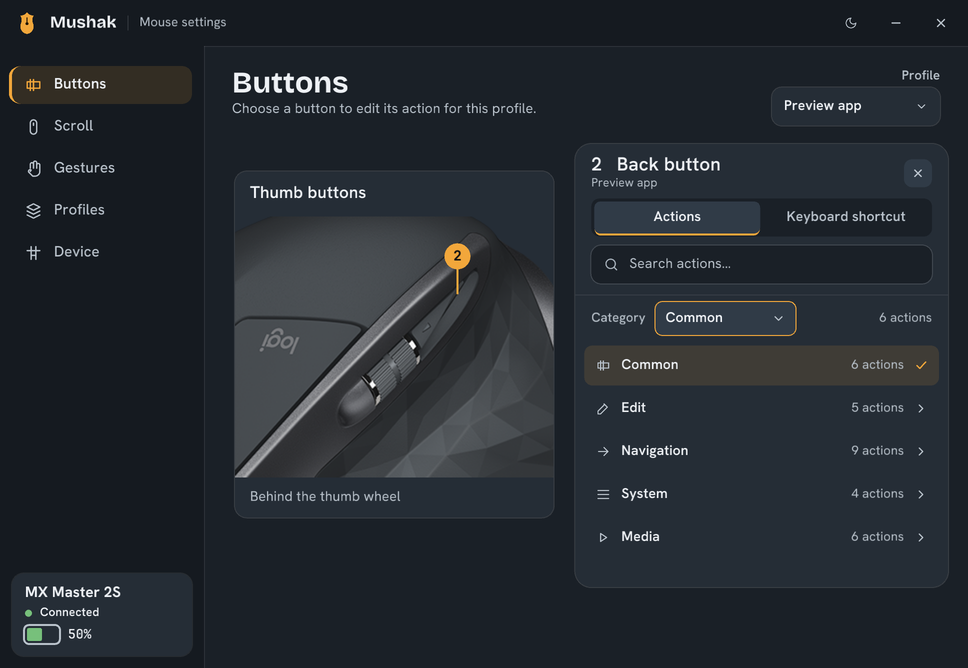 Mushak
Mouse settings
Buttons
Scroll
Gestures
Profiles
Device
MX Master 2S
Connected
50%
Buttons
Choose a button to edit its action for this profile.
Profile
Preview app
Thumb buttons
2
logi
Behind the thumb wheel
2 Back button
Preview app
Actions
Keyboard shortcut
Search actions...
Category
Common
6 actions
Common 6 actions
Edit 5 actions
Navigation 9 actions
System 4 actions
Media 6 actions